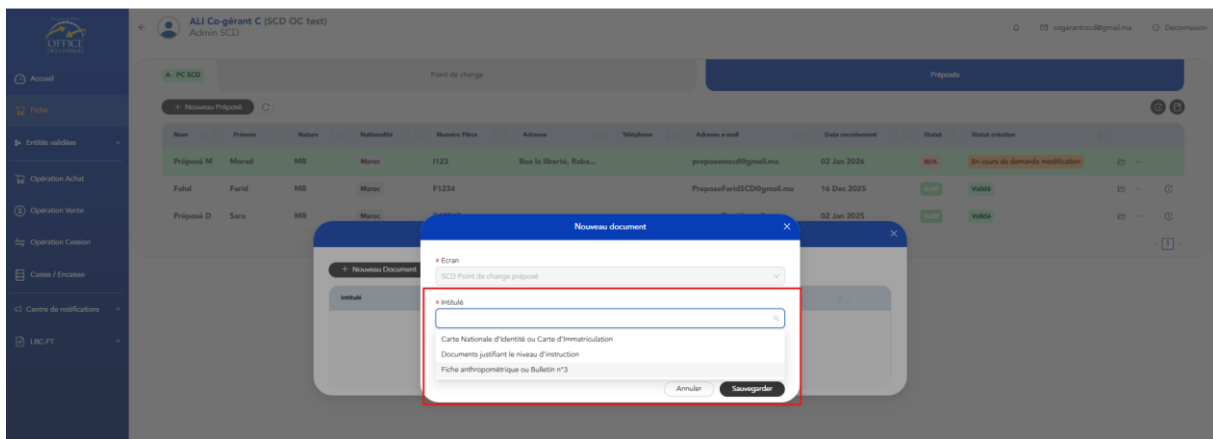 OFFICE
DES CHANGES
ALI Co-gérant C (SCD OC test)
Admin SCD
cogerantcscd@gmail.ma
Deconnexion
Accueil
Fiche
Entités validées
Opération Achat
Opération Vente
Opération Cession
Caisse / Encaisse
Centre de notifications
LBC-FT
A - PC SCD
Point de change
Préposés
+ Nouveau Préposé
Nom Prénom Nature Nationalité Numéro Pièce Adresse Téléphone Adresse e-mail Date recrutement Statut Statut création
Préposé M Morad MR Maroc I123 Rue la liberté, Raba... preposemscd@gmail.ma 02 Jan 2026 N/A En cours de demande modification
Fahd Farid MR Maroc F1234 ProposeFaridSCD@gmail.ma 16 Dec 2025 Actif Validé
Préposé D Sara MR Maroc 02 Jan 2025 Actif Validé
1
+ Nouveau Document
Intitulé
Nouveau document
* Ecran
SCD Point de change préposé
* Intitulé
Carte Nationale d'Identité ou Carte d'Immatriculation
Documents justifiant le niveau d'instruction
Fiche anthropométrique ou Bulletin n°3
Annuler
Sauvegarder